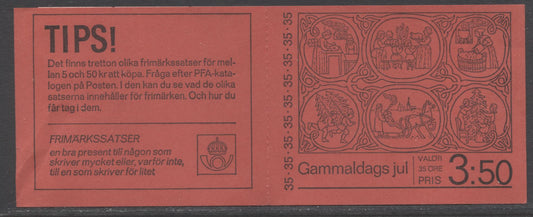 TIPS!
Det finns tretton olika frimärkssatser för mel-
lan 5 och 50 kr att köpa. Fråga efter PFA-kata-
logen på Posten. I den kan du se vad de olika
satserna innehåller för frimärken. Och hur du
får tag i dem.
FRIMÄRKSSATSER
en bra present till någon som
skriver mycket eller, varför inte,
till en som skriver för litet
35·35·35·35·35·35·35·35·35·35
Gammaldags jul
VALÖR
35 ÖRE
PRIS
3:50